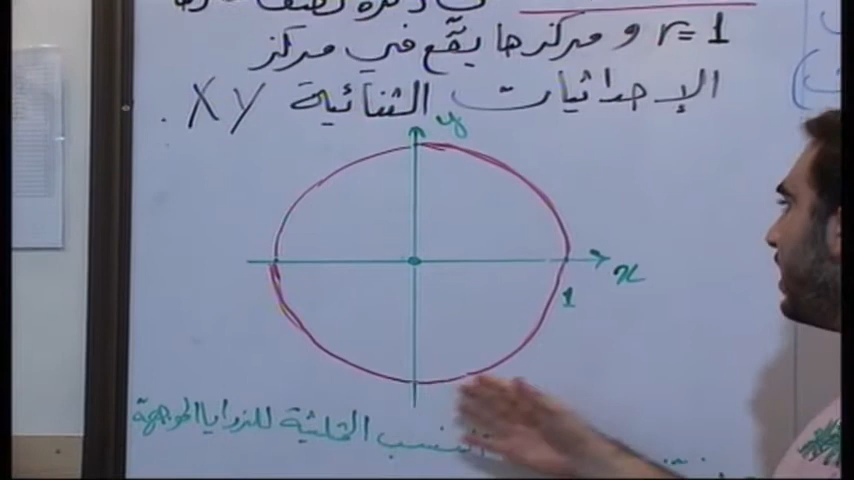 r=1 و مركزها يقع في مركز
الإحداثيات الثنائية XY .
y
x
1
النسب المثلثية للزوايا الموجهة